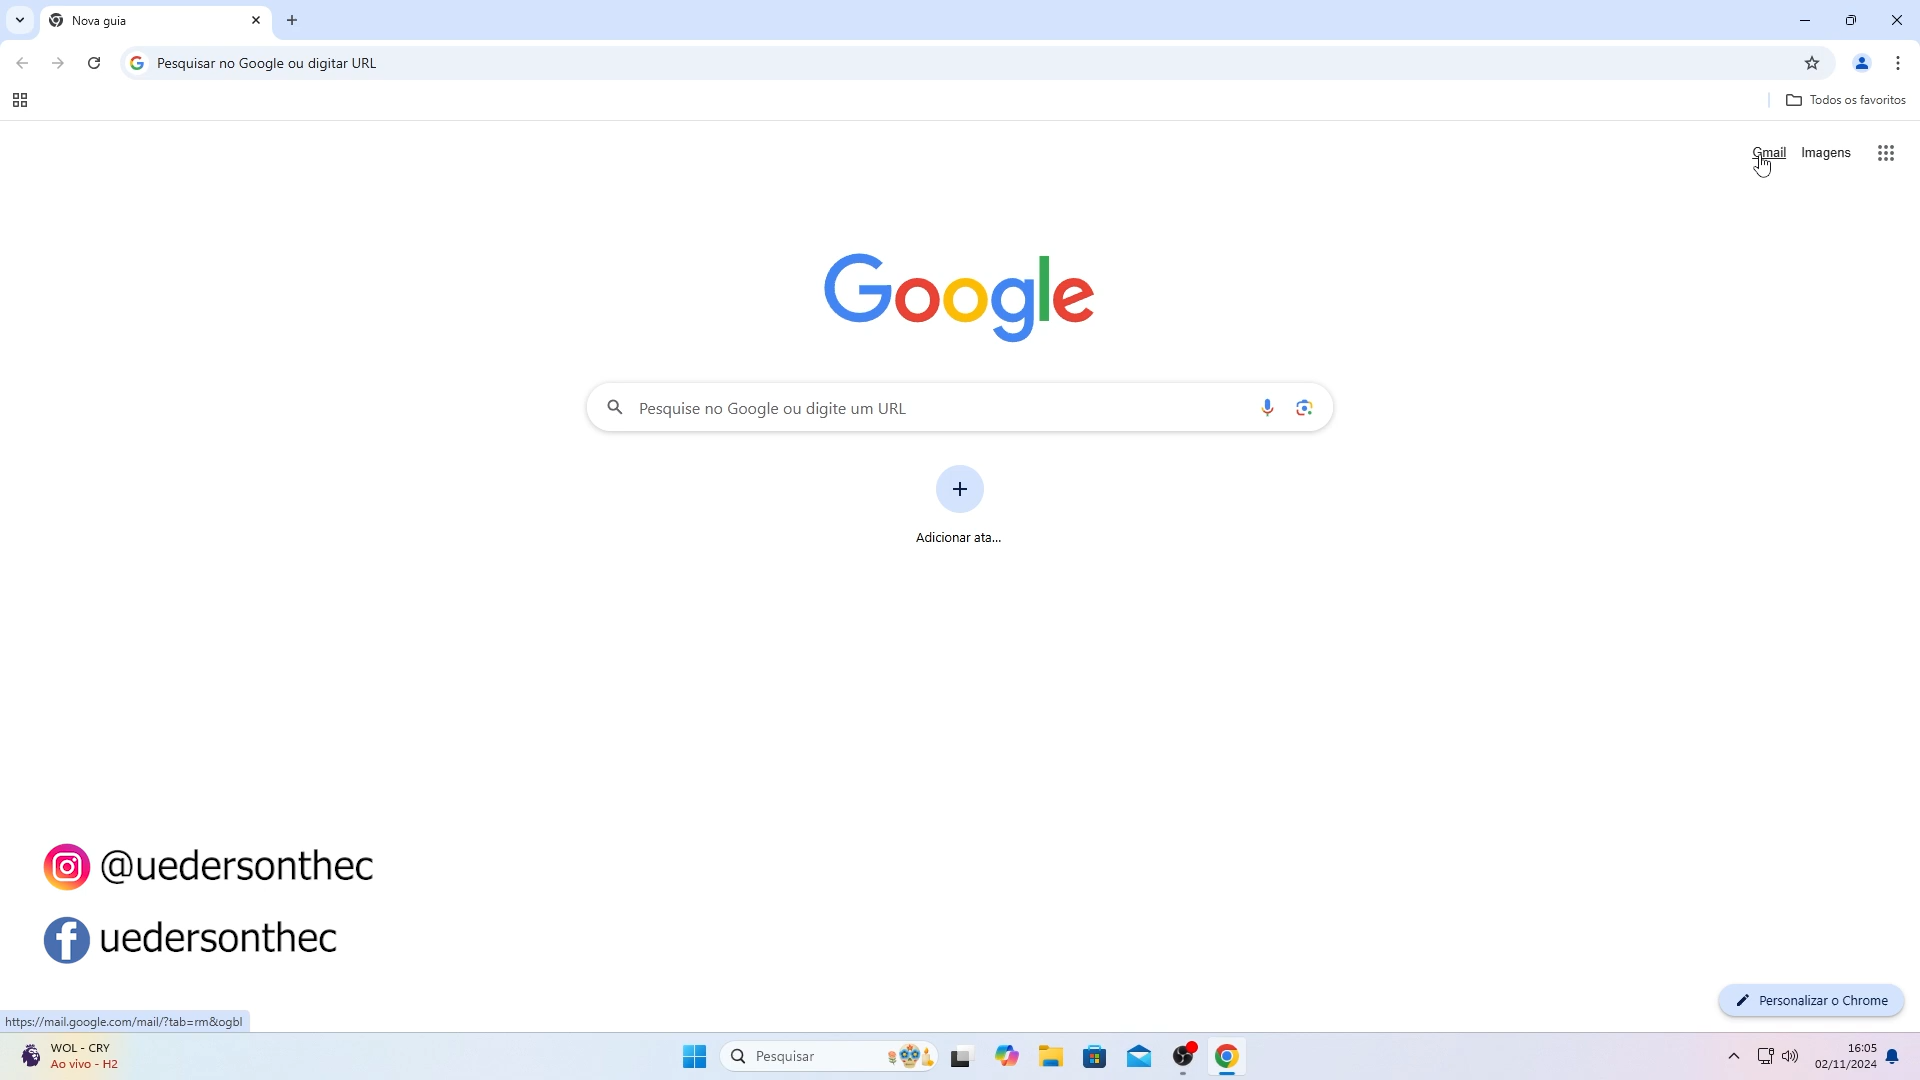 Nova guia
Pesquisar no Google ou digitar URL
Todos os favoritos
Gmail Imagens
Google
Pesquise no Google ou digite um URL
Adicionar ata...
@uedersonthec
uedersonthec
Personalizar o Chrome
https://mail.google.com/mail/?tab=rm&ogbl
WOL - CRY
Ao vivo - H2
Pesquisar
16:05
02/11/2024